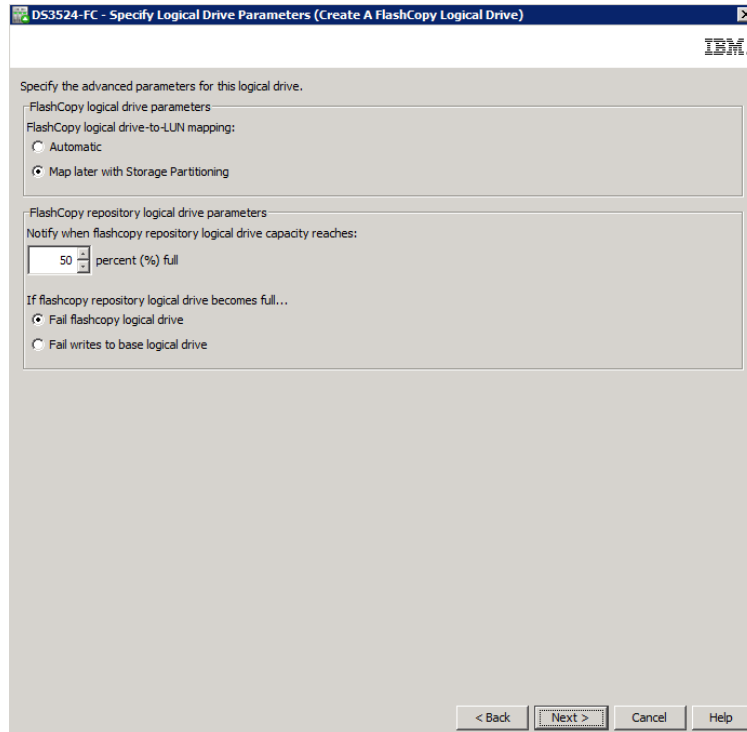 DS3524-FC - Specify Logical Drive Parameters (Create A FlashCopy Logical Drive)
IBM.
Specify the advanced parameters for this logical drive.
FlashCopy logical drive parameters
FlashCopy logical drive-to-LUN mapping:
Automatic
Map later with Storage Partitioning
FlashCopy repository logical drive parameters
Notify when flashcopy repository logical drive capacity reaches:
50 percent (%) full
If flashcopy repository logical drive becomes full...
Fail flashcopy logical drive
Fail writes to base logical drive
< Back Next > Cancel Help